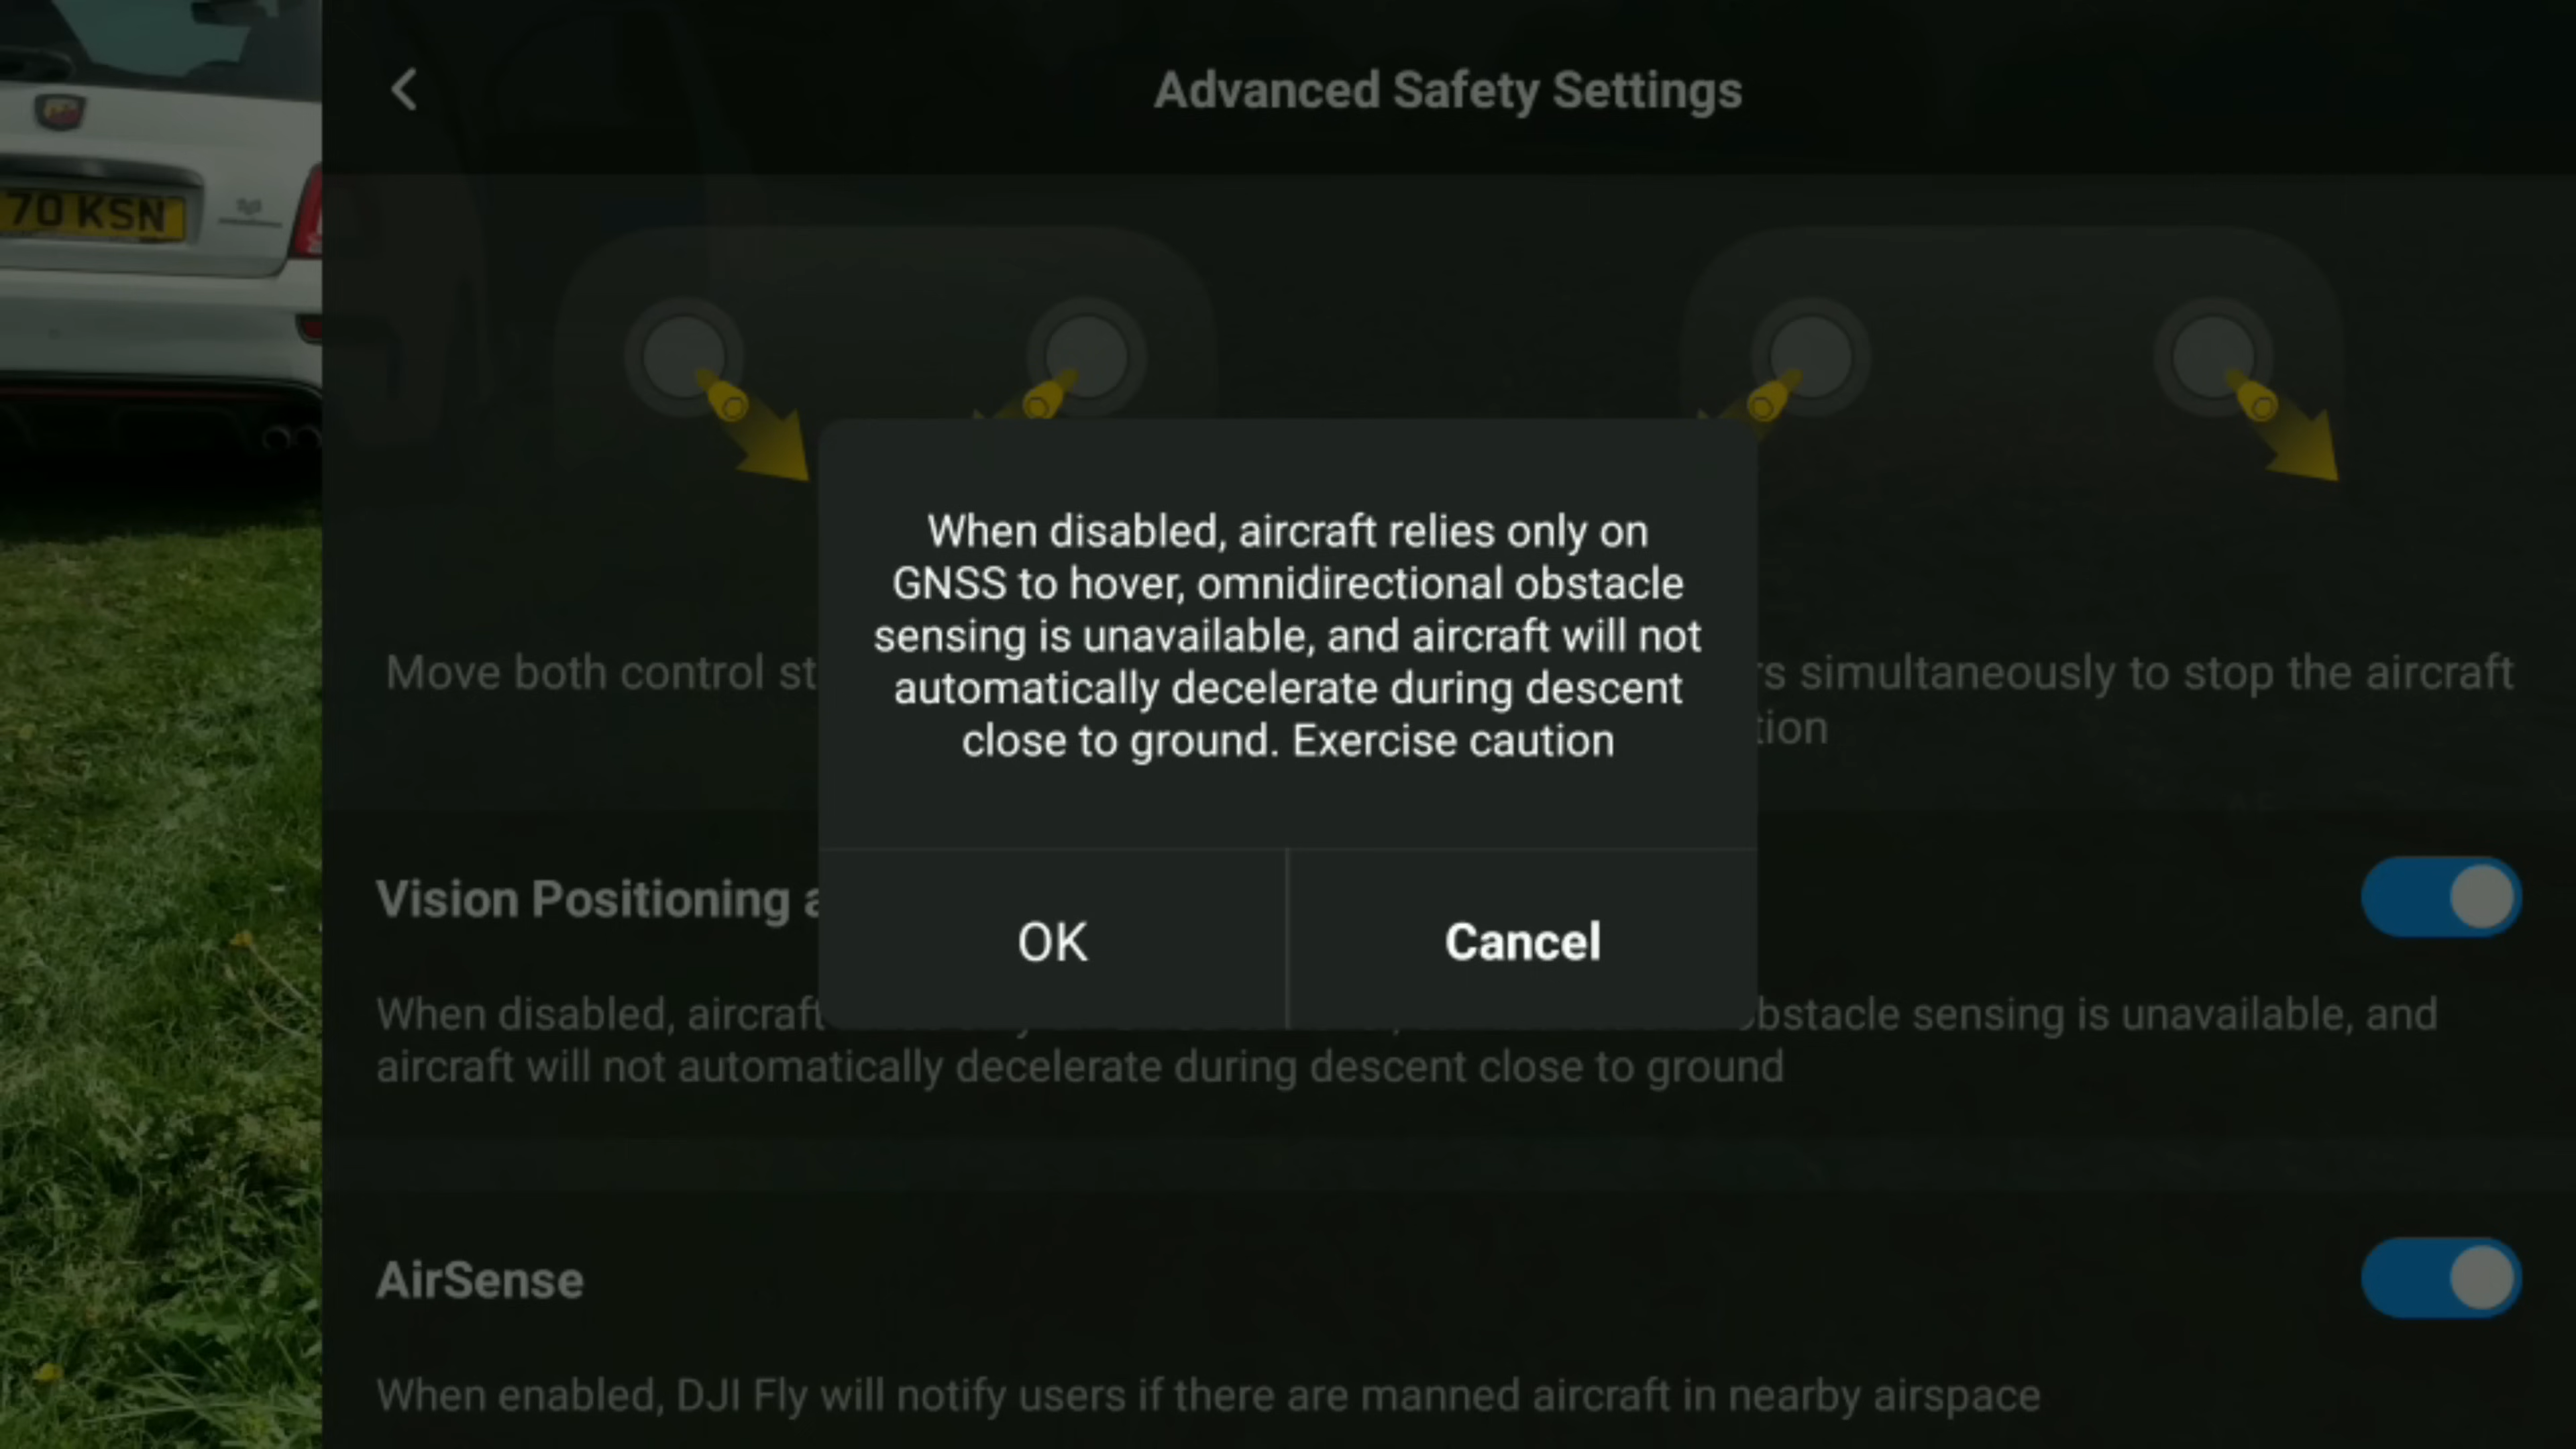 Advanced Safety Settings
70 KSN
When disabled, aircraft relies only on
GNSS to hover, omnidirectional obstacle
sensing is unavailable, and aircraft will not
automatically decelerate during descent
close to ground. Exercise caution
OK Cancel
Move both control
simultaneously to stop the aircraft
Vision Positioning
When disabled, aircraft obstacle sensing is unavailable, and
aircraft will not automatically decelerate during descent close to ground
AirSense
When enabled, DJI Fly will notify users if there are manned aircraft in nearby airspace